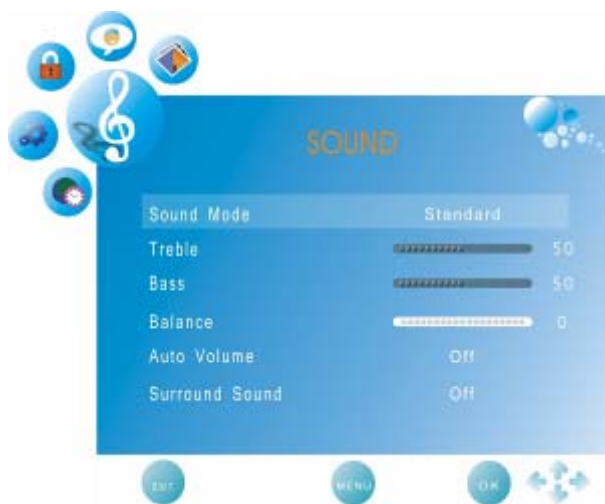 SOUND
Sound Mode Standard
Treble 50
Bass 50
Balance 0
Auto Volume Off
Surround Sound Off
EXIT MENU OK